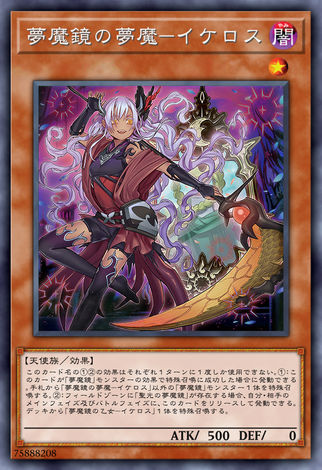 夢魔鏡の夢魔－イケロス
闇
やみ
【天使族／効果】
このカード名の①②の効果はそれぞれ１ターンに１度しか使用できない。①：こ
のカードが「夢魔鏡」モンスターの効果で特殊召喚に成功した場合に発動できる。
手札から「夢魔鏡の夢魔－イケロス」以外の「夢魔鏡」モンスター１体を特殊召
喚する。②：フィールドゾーンに「聖光の夢魔鏡」が存在する場合、自分・相手の
メインフェイズ及びバトルフェイズに、このカードをリリースして発動できる。
デッキから「夢魔鏡の乙女－イケロス」１体を特殊召喚する。
ATK/ 500 DEF/ 0
75888208